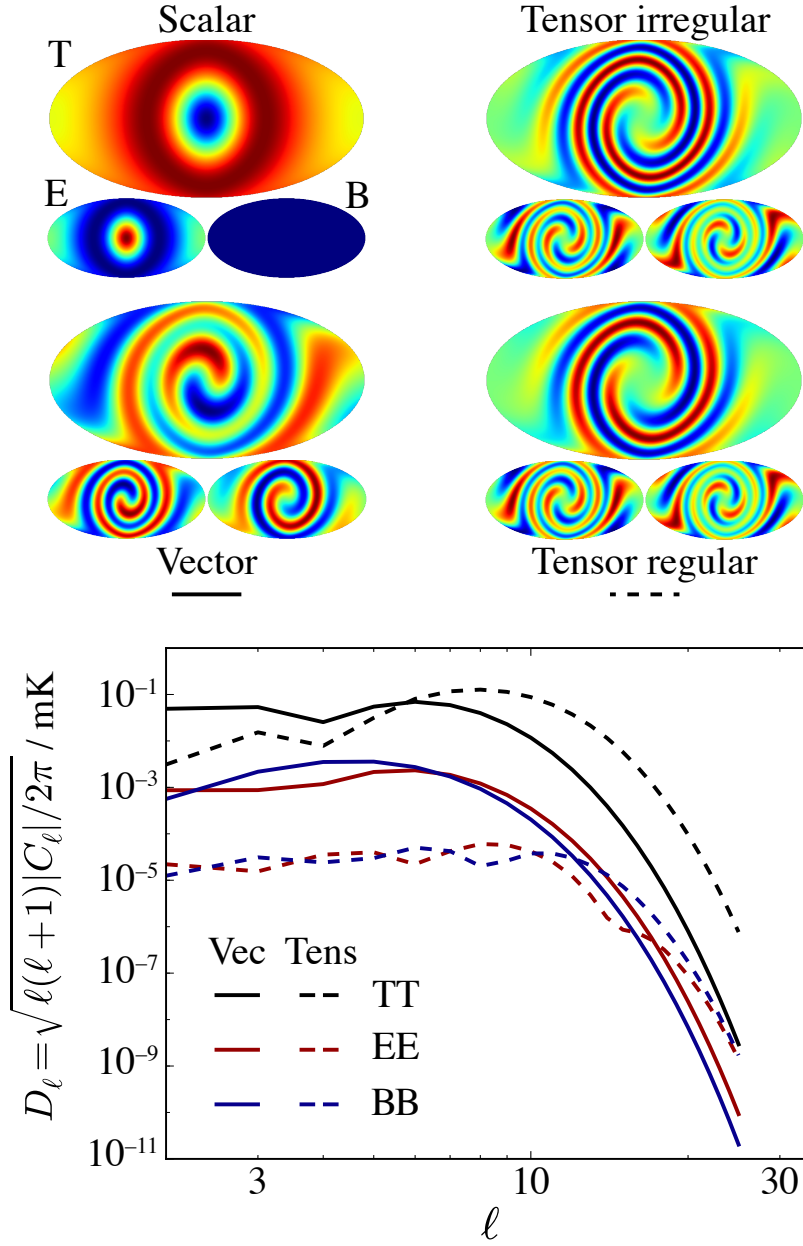 Scalar
Tensor irregular
T
E
B
Vector
Tensor regular
D_ℓ = √ℓ(ℓ+1)|C_ℓ|/2π / mK
10⁻¹
10⁻³
10⁻⁵
10⁻⁷
10⁻⁹
10⁻¹¹
Vec Tens
TT
EE
BB
3
10
30
ℓ